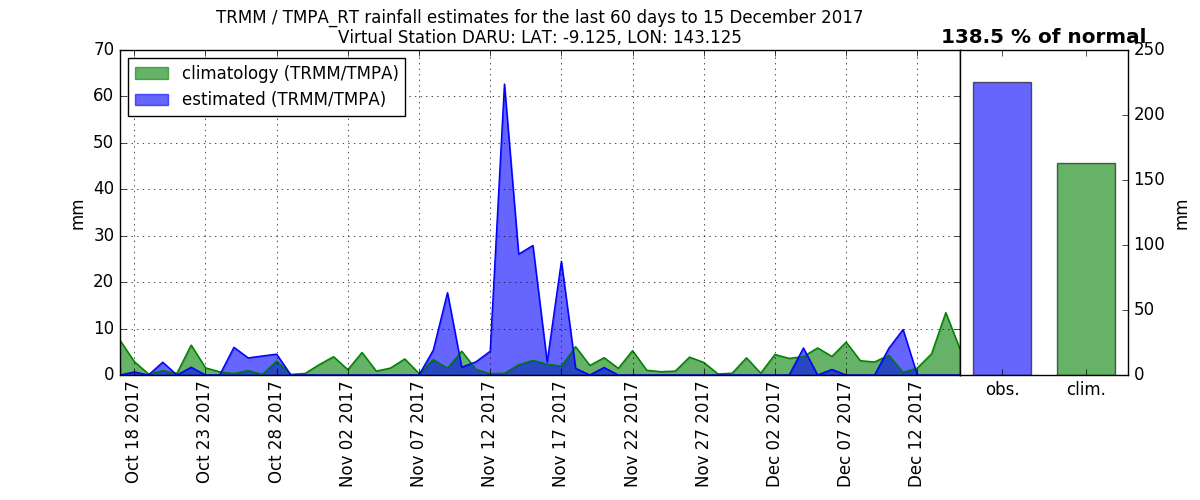 TRMM / TMPA_RT rainfall estimates for the last 60 days to 15 December 2017
Virtual Station DARU: LAT: -9.125, LON: 143.125
138.5 % of normal
climatology (TRMM/TMPA)
estimated (TRMM/TMPA)
70
60
50
40
30
20
10
0
mm
Oct 18 2017
Oct 23 2017
Oct 28 2017
Nov 02 2017
Nov 07 2017
Nov 12 2017
Nov 17 2017
Nov 22 2017
Nov 27 2017
Dec 02 2017
Dec 07 2017
Dec 12 2017
250
200
150
100
50
0
mm
obs.
clim.